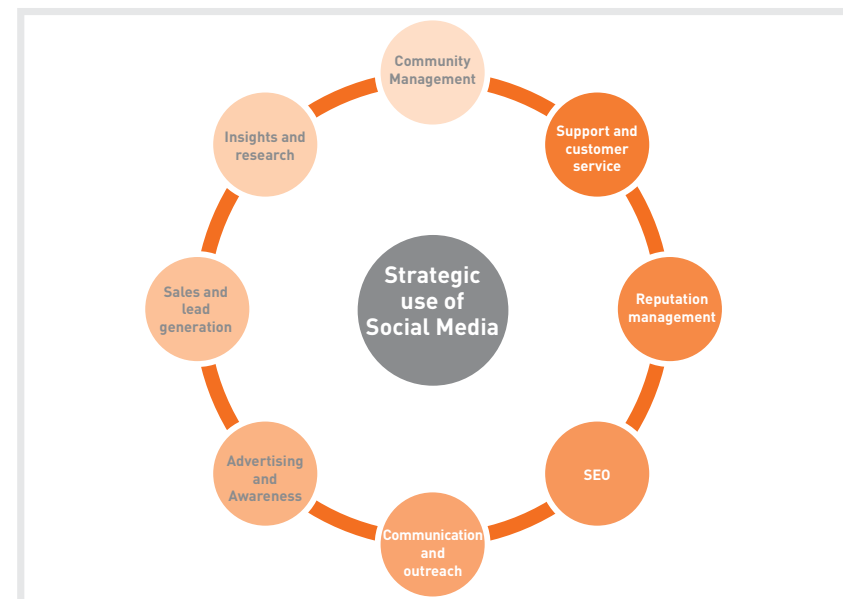 Community
Management
Support and
customer
service
Reputation
management
SEO
Communication
and
outreach
Advertising
and
Awareness
Sales and
lead
generation
Insights and
research
Strategic
use of
Social Media